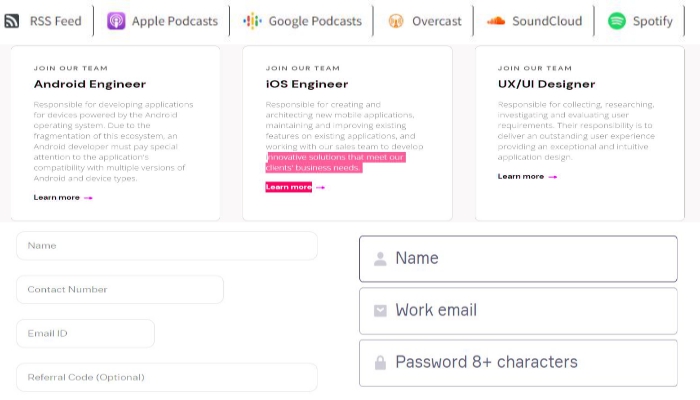 RSS Feed
Apple Podcasts
Google Podcasts
Overcast
SoundCloud
Spotify
JOIN OUR TEAM
Android Engineer
Responsible for developing applications
for devices powered by the Android
operating system. Due to the
fragmentation of this ecosystem, an
Android developer must pay special
attention to the application's
compatibility with multiple versions of
Android and device types.
Learn more
JOIN OUR TEAM
iOS Engineer
Responsible for creating and
architecting new mobile applications,
maintaining and improving existing
features on existing applications, and
working with our sales team to develop
innovative solutions that meet our
clients' business needs.
Learn more
JOIN OUR TEAM
UX/UI Designer
Responsible for collecting, researching,
investigating and evaluating user
requirements. Their responsibility is to
deliver an outstanding user experience
providing an exceptional and intuitive
application design.
Learn more
Name
Contact Number
Email ID
Referral Code (Optional)
Name
Work email
Password 8+ characters